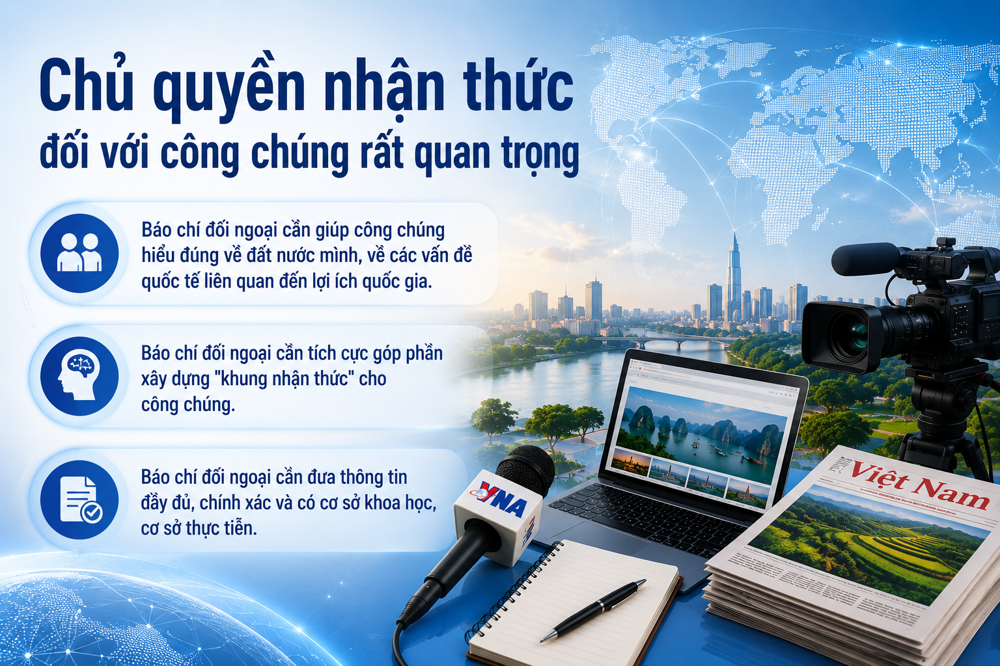 Chủ quyền nhận thức
đối với công chúng rất quan trọng
Báo chí đối ngoại cần giúp công chúng
hiểu đúng về đất nước mình, về các vấn đề
quốc tế liên quan đến lợi ích quốc gia.
Báo chí đối ngoại cần tích cực góp phần
xây dựng "khung nhận thức" cho
công chúng.
Báo chí đối ngoại cần đưa thông tin
đầy đủ, chính xác và có cơ sở khoa học,
cơ sở thực tiễn.
VNA
Việt Nam